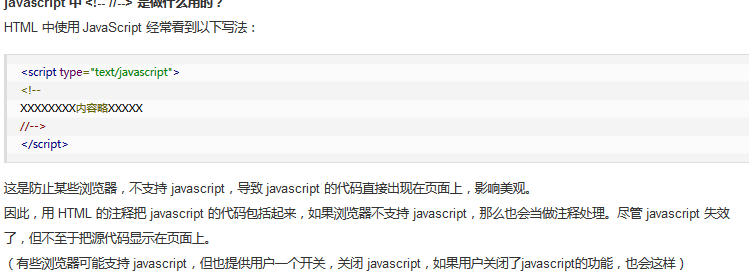 javascript 中 <!-- //--> 是做什么用的？
HTML 中使用 JavaScript 经常看到以下写法：
<script type="text/javascript">
<!--
XXXXXXXX内容略XXXXX
//-->
</script>
这是防止某些浏览器，不支持 javascript，导致 javascript 的代码直接出现在页面上，影响美观。
因此，用 HTML 的注释把 javascript 的代码包括起来，如果浏览器不支持 javascript，那么也会当做注释处理。尽管 javascript 失效
了，但不至于把源代码显示在页面上。
（有些浏览器可能支持 javascript，但也提供用户一个开关，关闭 javascript，如果用户关闭了javascript的功能，也会这样）